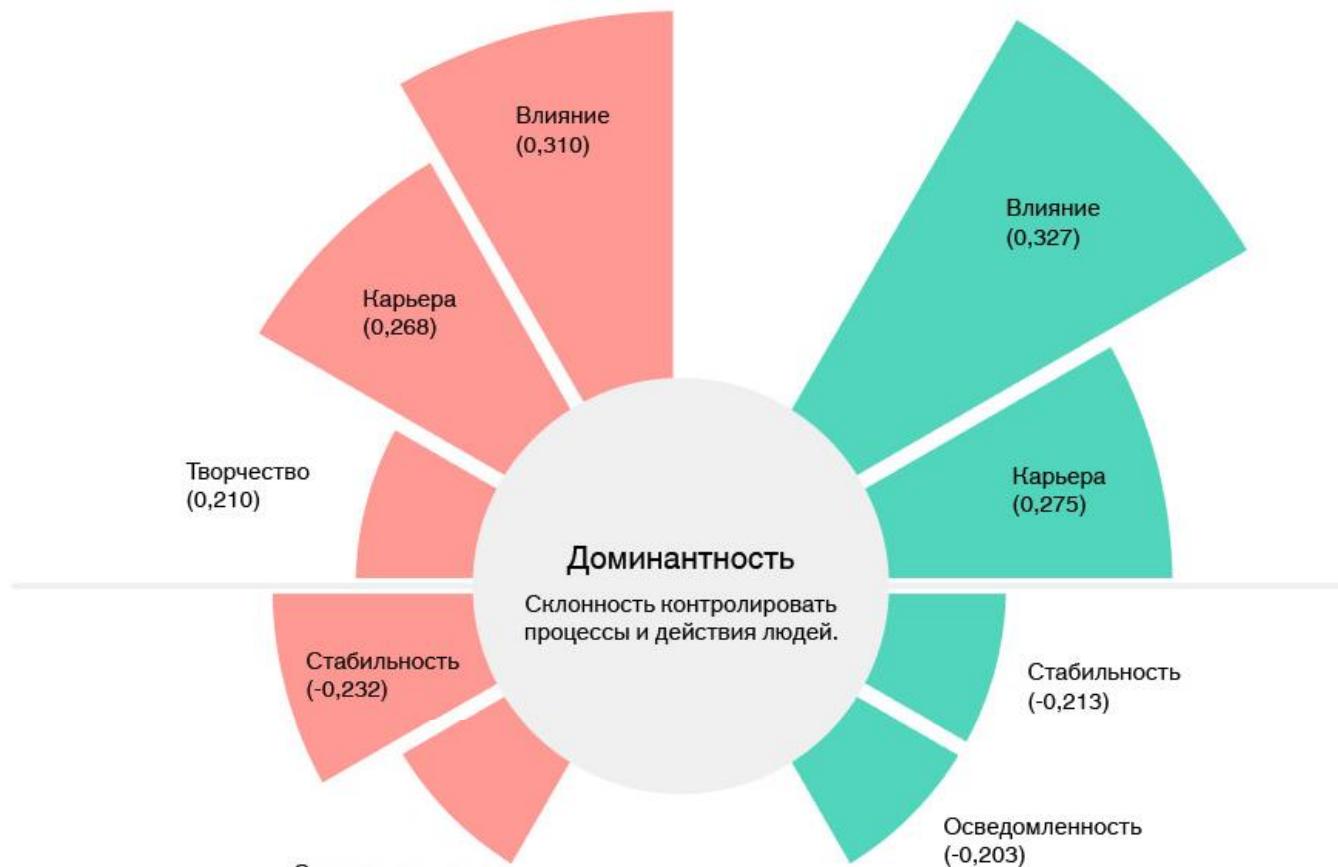 Влияние
(0,310)
Влияние
(0,327)
Карьера
(0,268)
Карьера
(0,275)
Творчество
(0,210)
Доминантность
Склонность контролировать
процессы и действия людей.
Стабильность
(-0,232)
Стабильность
(-0,213)
Осведомленность
(-0,203)